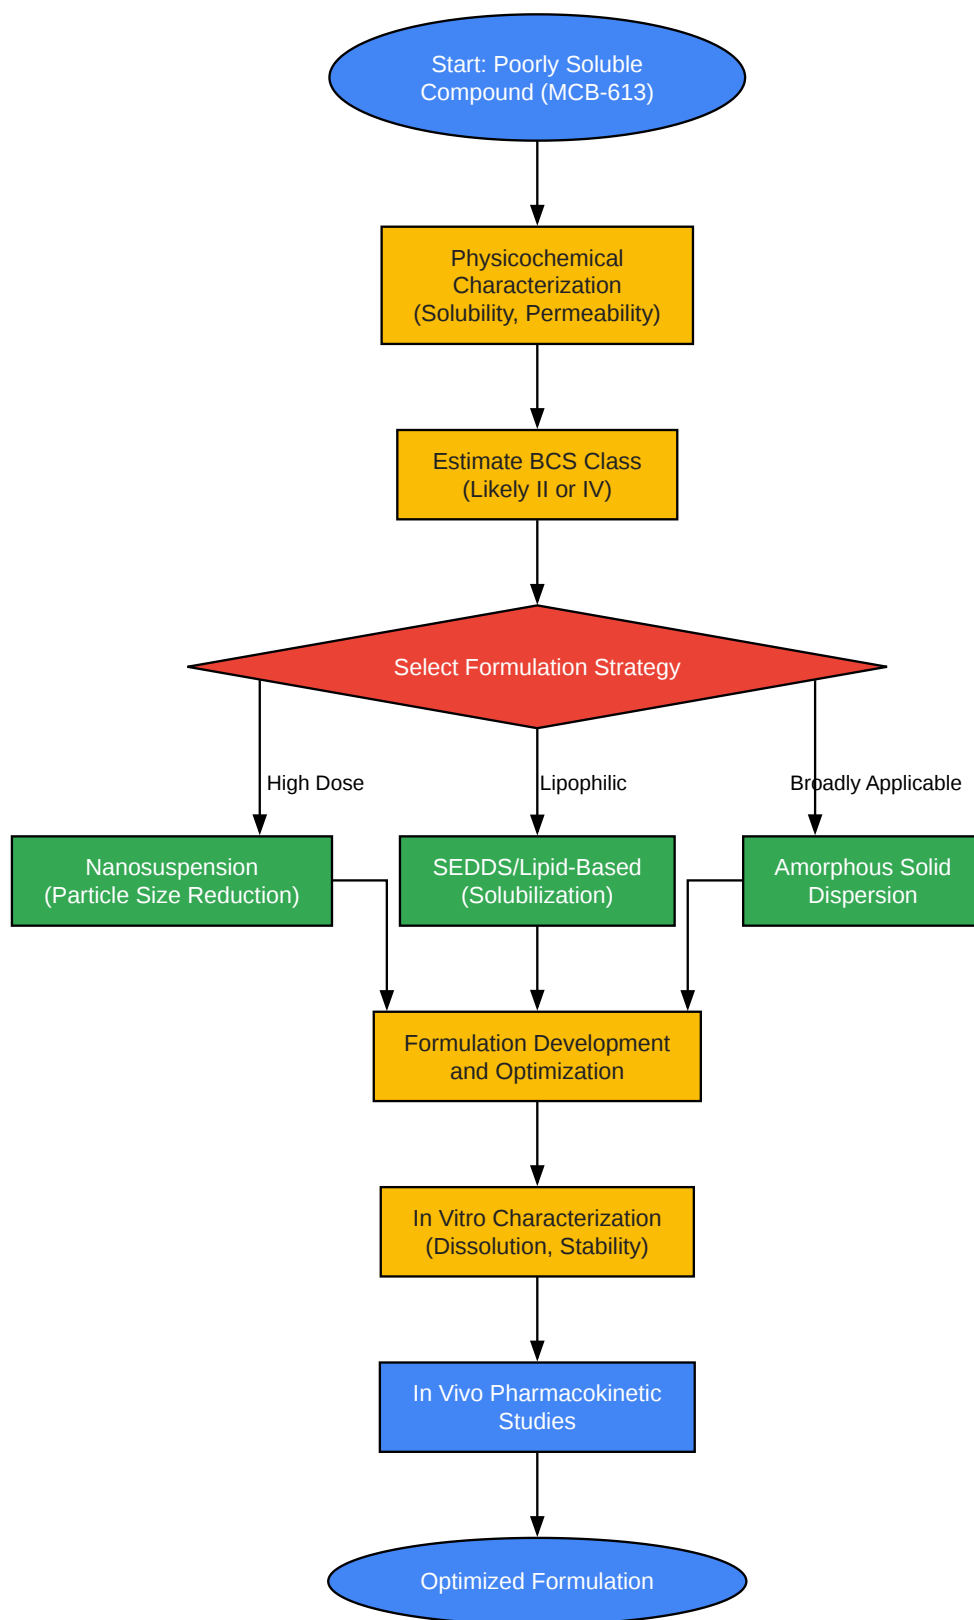 Start: Poorly Soluble
Compound (MCB-613)
Physicochemical
Characterization
(Solubility, Permeability)
Estimate BCS Class
(Likely II or IV)
Select Formulation Strategy
High Dose
Lipophilic
Broadly Applicable
Nanosuspension
(Particle Size Reduction)
SEDDS/Lipid-Based
(Solubilization)
Amorphous Solid
Dispersion
Formulation Development
and Optimization
In Vitro Characterization
(Dissolution, Stability)
In Vivo Pharmacokinetic
Studies
Optimized Formulation